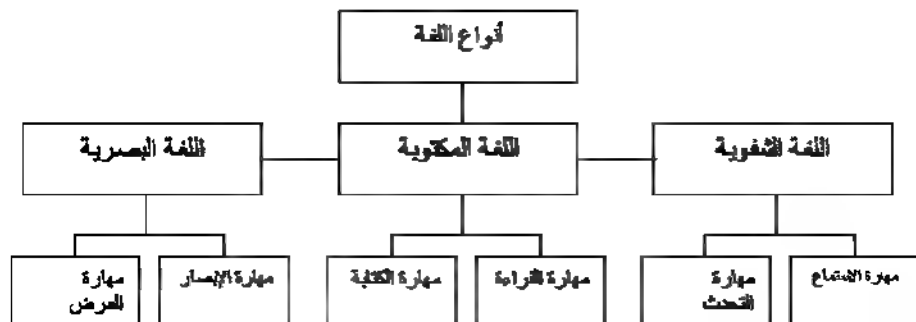 أنواع اللغة
اللغة الشفوية
اللغة المكتوبة
اللغة البصرية
مهارة الاستماع
مهارة
التحدث
مهارة القراءة
مهارة الكتابة
مهارة الإبصار
مهارة
العرض